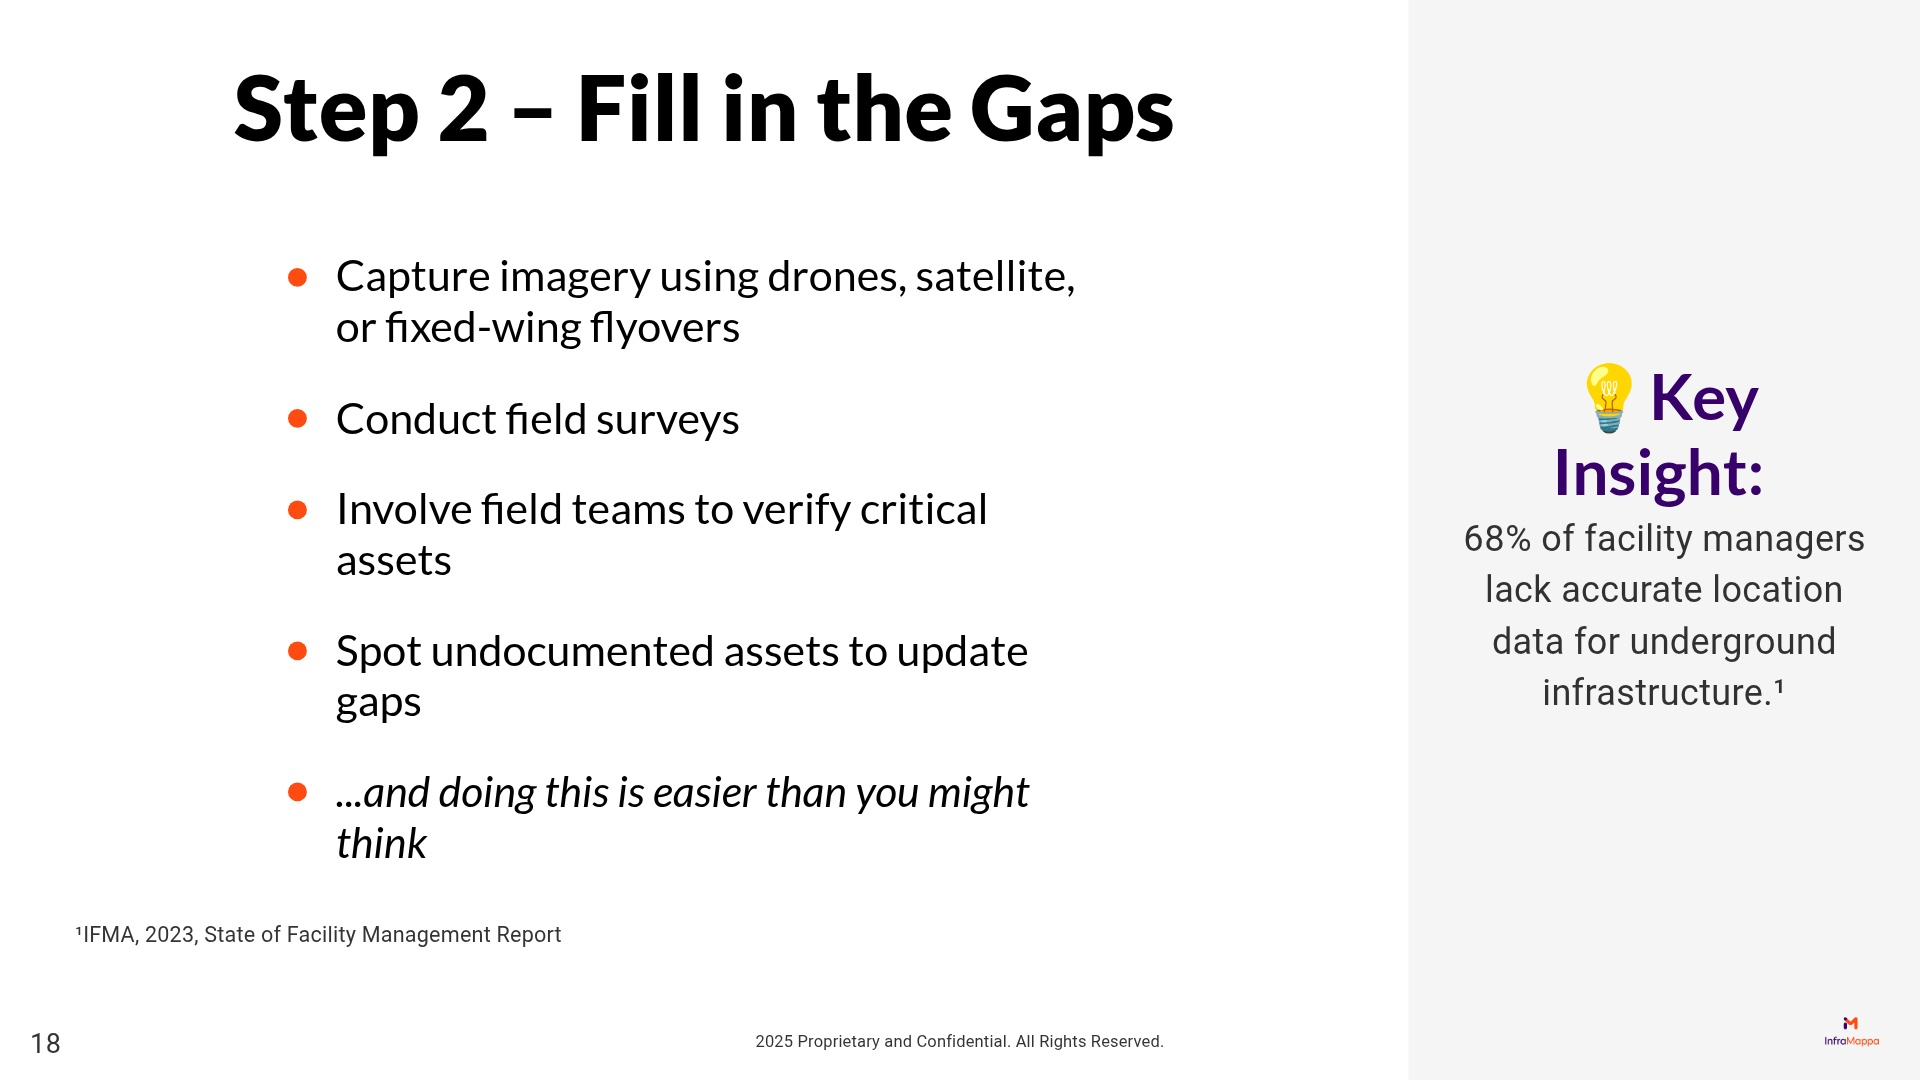 Step 2 – Fill in the Gaps
● Capture imagery using drones, satellite,
or fixed-wing flyovers
● Conduct field surveys
● Involve field teams to verify critical
assets
● Spot undocumented assets to update
gaps
● ...and doing this is easier than you might
think
¹IFMA, 2023, State of Facility Management Report
💡Key
Insight:
68% of facility managers
lack accurate location
data for underground
infrastructure.¹
18
2025 Proprietary and Confidential. All Rights Reserved.
InfraMappa